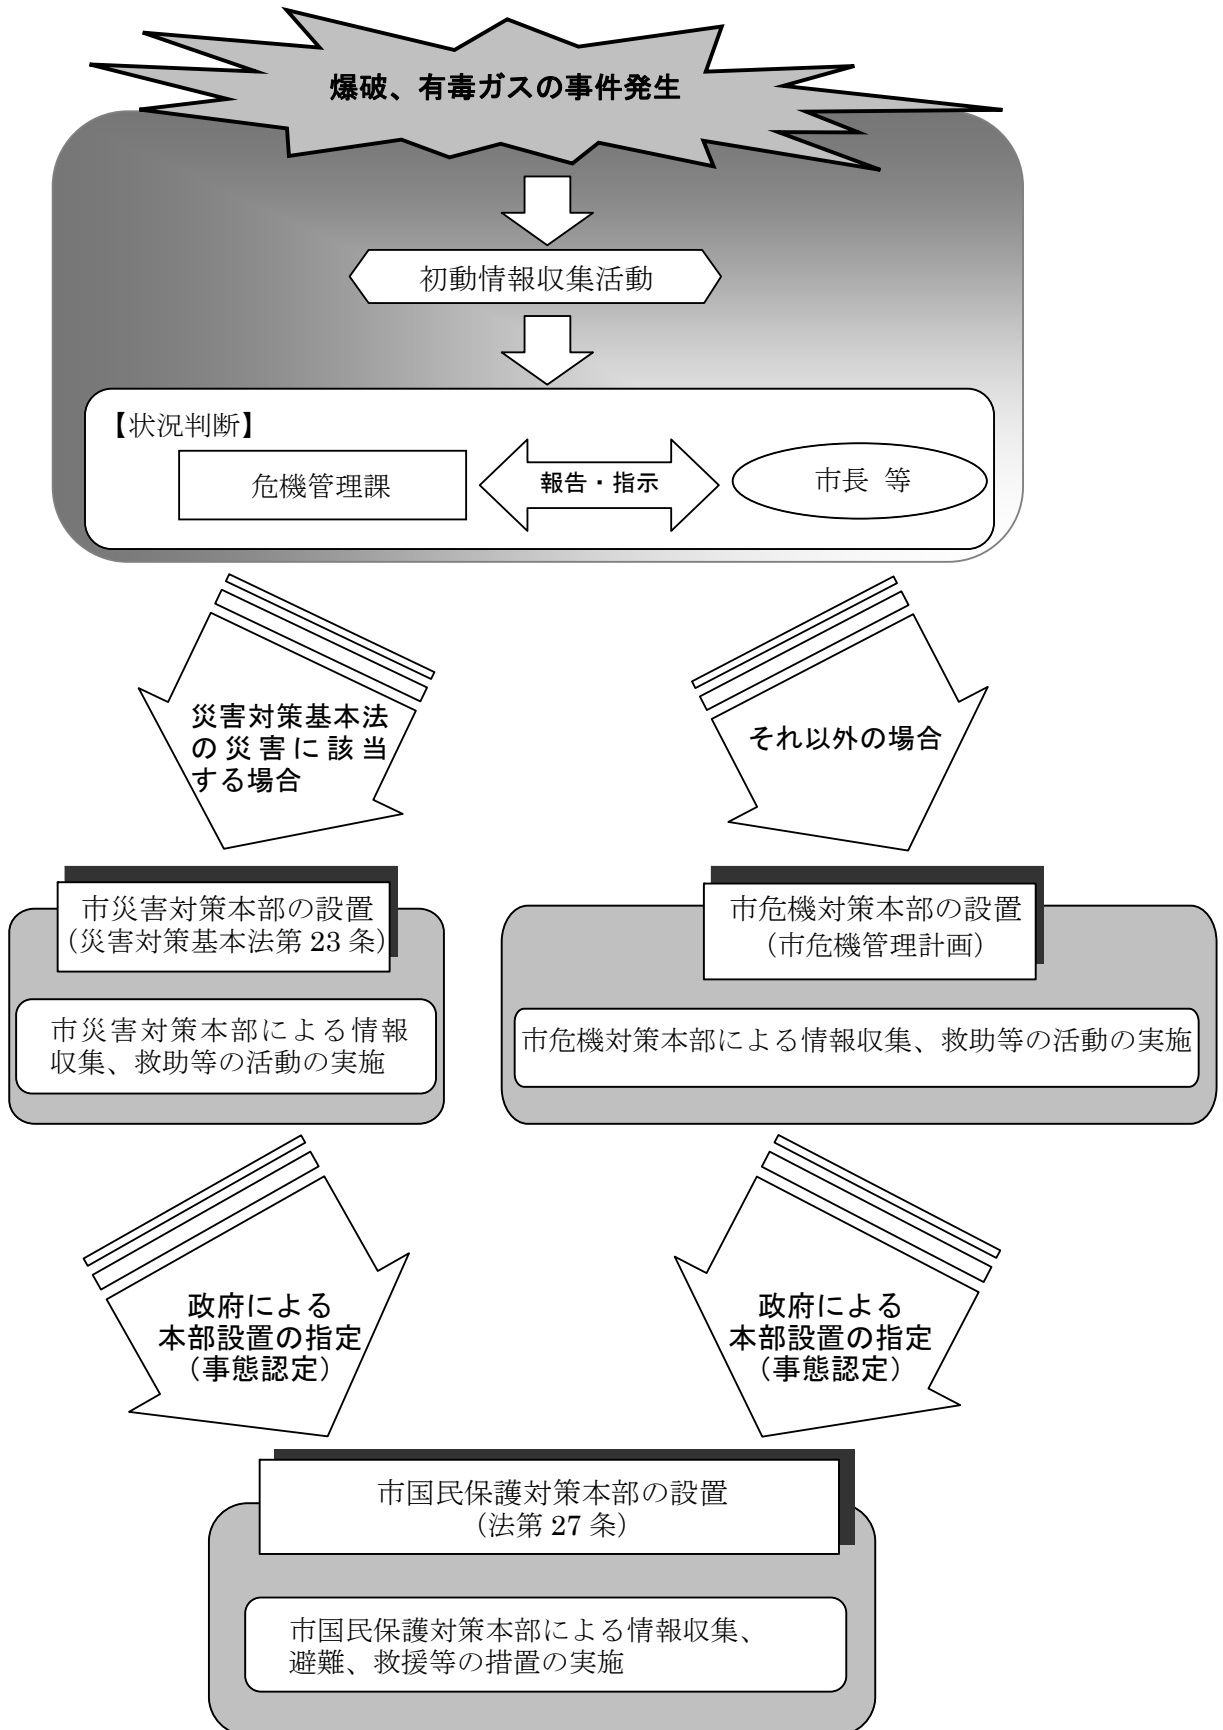 爆破、有毒ガスの事件発生
初動情報収集活動
【状況判断】
危機管理課
報告・指示
市長 等
災害対策基本法
の災害に該当
する場合
それ以外の場合
市災害対策本部の設置
（災害対策基本法第 23 条）
市災害対策本部による情報
収集、救助等の活動の実施
市危機対策本部の設置
（市危機管理計画）
市危機対策本部による情報収集、救助等の活動の実施
政府による
本部設置の指定
（事態認定）
政府による
本部設置の指定
（事態認定）
市国民保護対策本部の設置
（法第 27 条）
市国民保護対策本部による情報収集、
避難、救援等の措置の実施